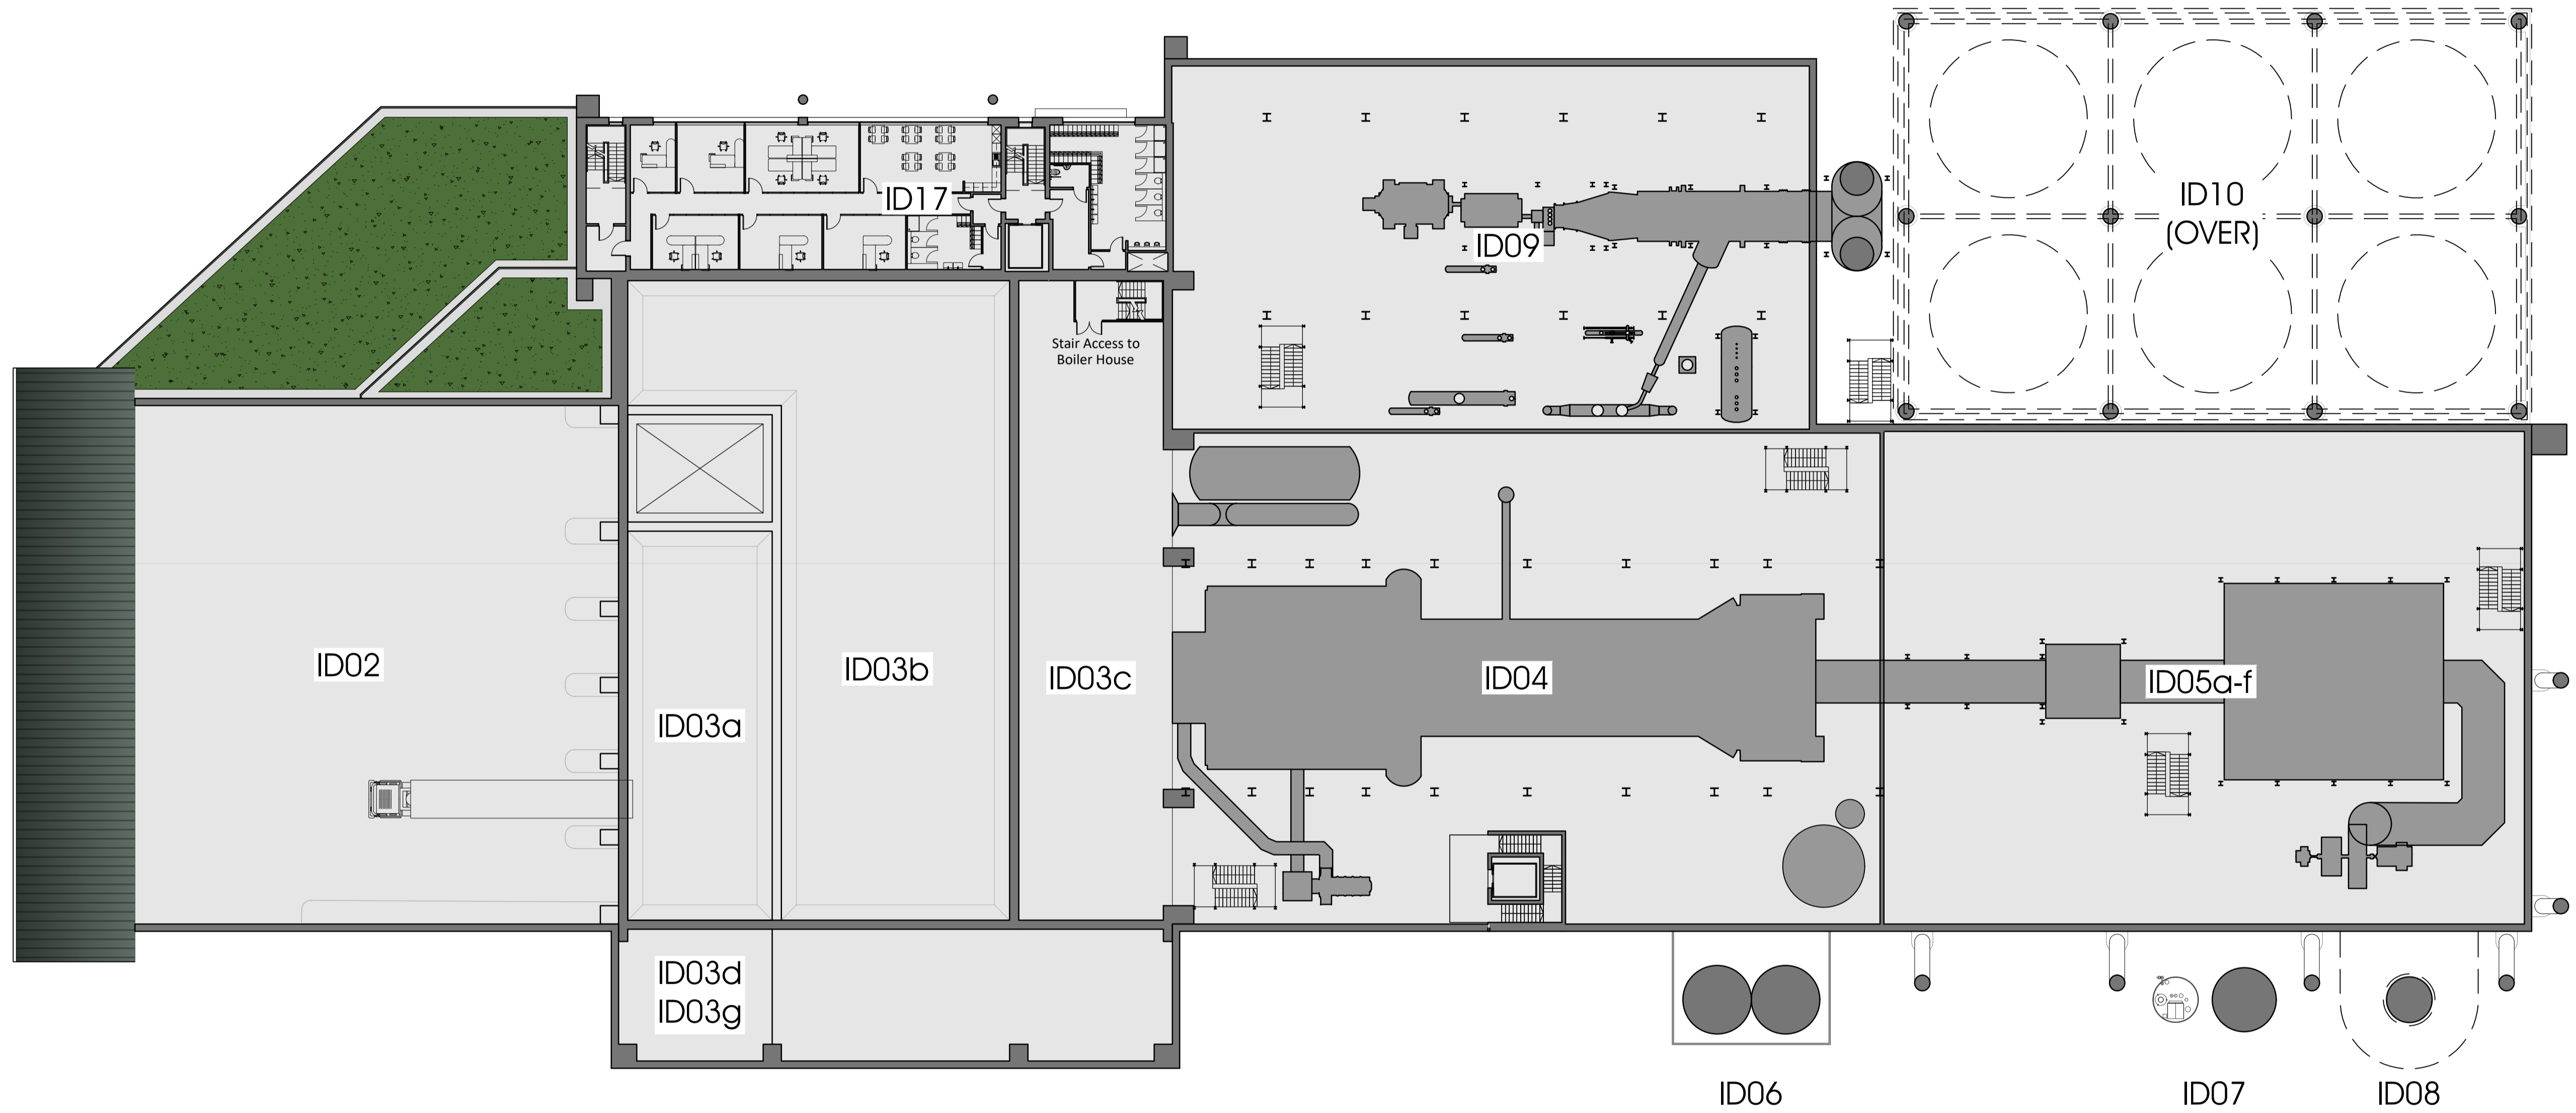 ID17
ID09
ID10
(OVER)
Stair Access to
Boiler House
ID02
ID03a
ID03b
ID03c
ID04
ID05a-f
ID03d
ID03g
ID06
ID07
ID08